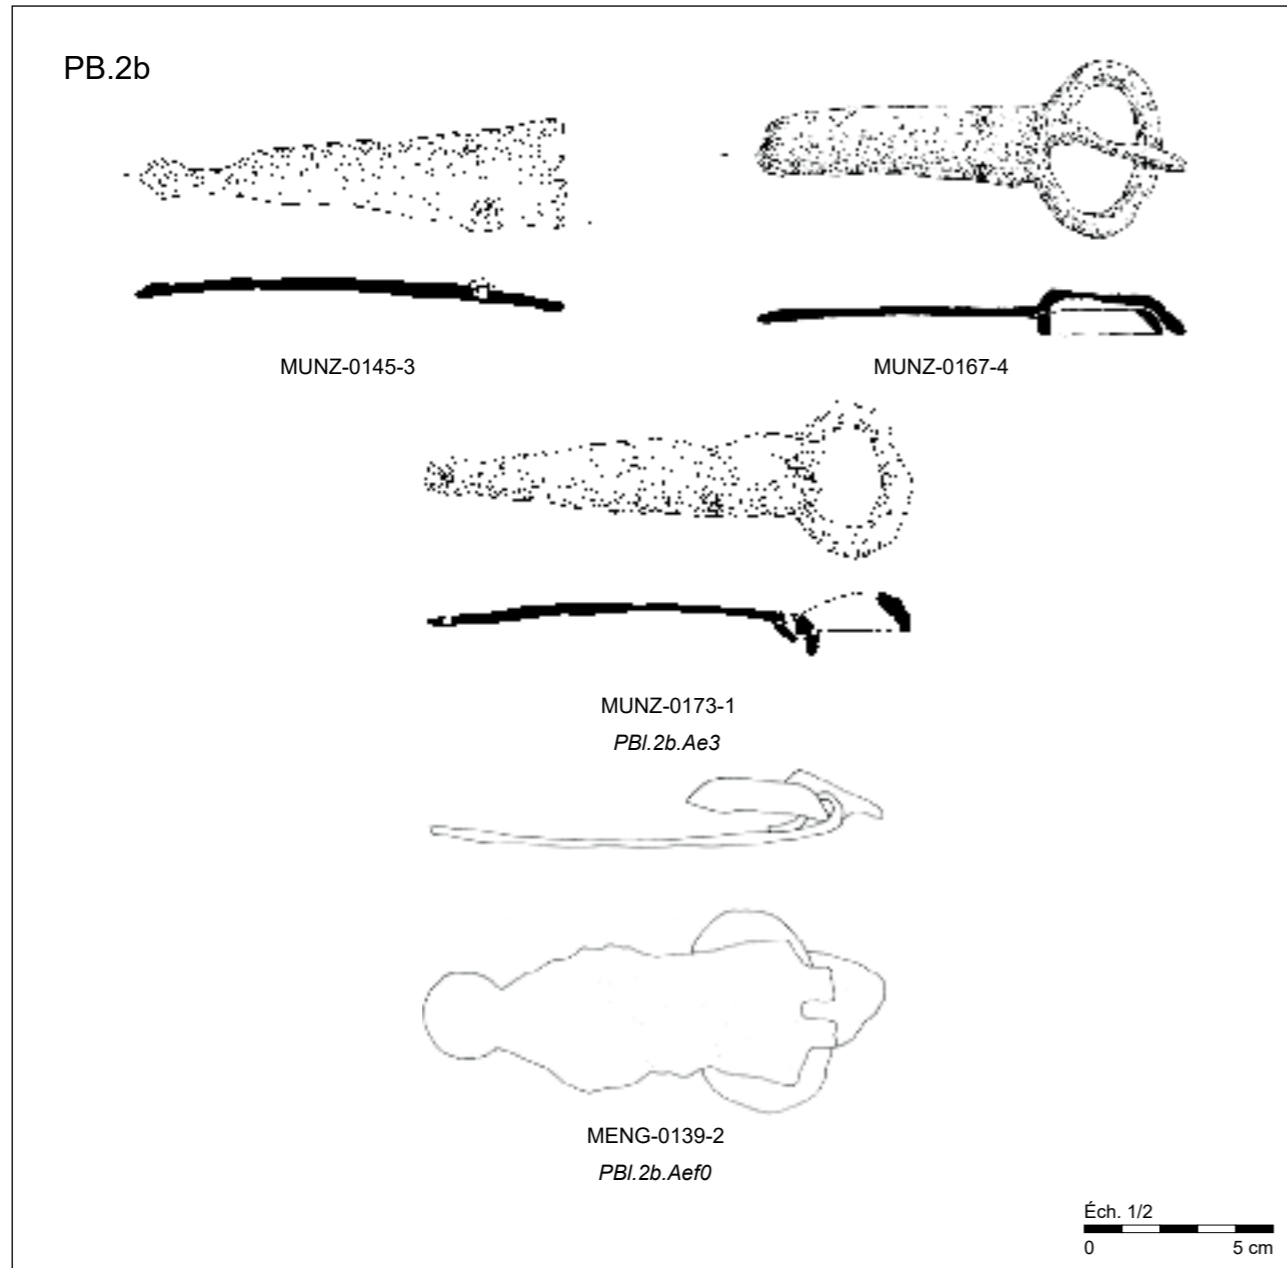 PB.2b
MUNZ-0145-3
MUNZ-0167-4
MUNZ-0173-1
PBl.2b.Ae3
MENG-0139-2
PBl.2b.Aef0
Éch. 1/2
0 5 cm